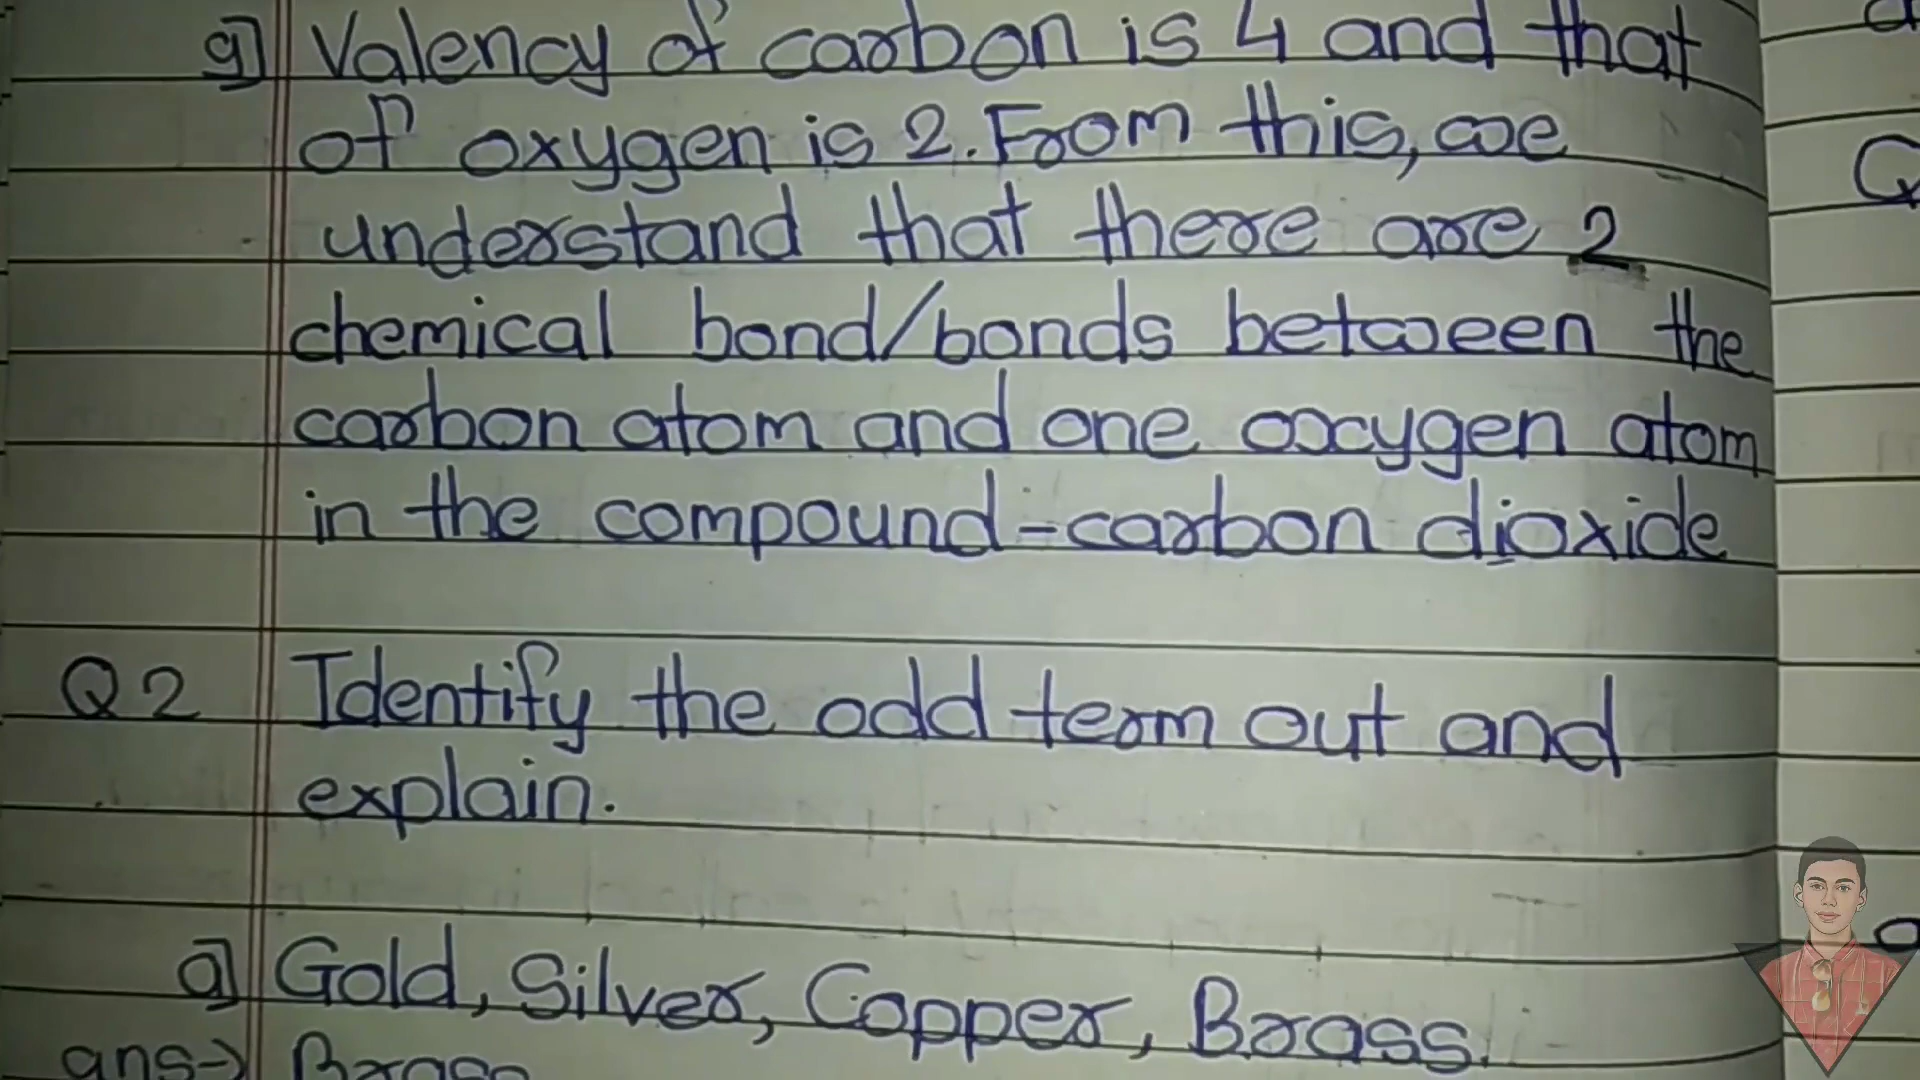 g] Valency of carbon is 4 and that
of oxygen is 2. From this, we
understand that there are 2
chemical bond/bonds between the
carbon atom and one oxygen atom
in the compound-carbon dioxide
Q2 Identify the odd term out and
explain.
a] Gold, Silver, Copper, Brass.
ans→ Brass